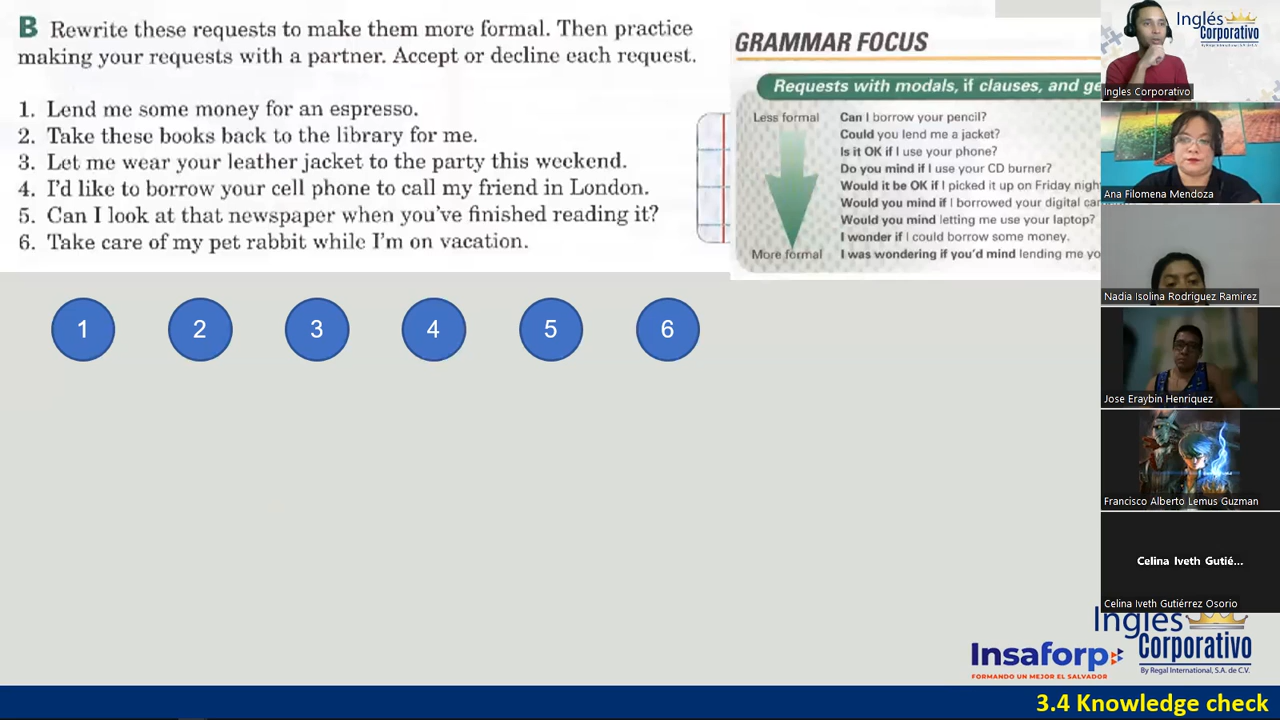 B Rewrite these requests to make them more formal. Then practice
making your requests with a partner. Accept or decline each request.
1. Lend me some money for an espresso.
2. Take these books back to the library for me.
3. Let me wear your leather jacket to the party this weekend.
4. I'd like to borrow your cell phone to call my friend in London.
5. Can I look at that newspaper when you've finished reading it?
6. Take care of my pet rabbit while I'm on vacation.
GRAMMAR FOCUS
Requests with modals, if clauses, and ge
Less formal
Can I borrow your pencil?
Could you lend me a jacket?
Is it OK if I use your phone?
Do you mind if I use your CD burner?
Would it be OK if I picked it up on Friday nigh
Would you mind if I borrowed your digital ca
Would you mind letting me use your laptop?
I wonder if I could borrow some money.
More formal
I was wondering if you'd mind lending me yo
1 2 3 4 5 6
Inglés
Corporativo
By Regal International, S.A. de C.V.
Ingles Corporativo
Ana Filomena Mendoza
Nadia Isolina Rodriguez Ramirez
Jose Eraybin Henriquez
Francisco Alberto Lemus Guzman
Celina Iveth Gutié...
Celina Iveth Gutiérrez Osorio
Insaforp
FORMANDO UN MEJOR EL SALVADOR
Inglés
Corporativo
By Regal International, S.A. de C.V.
3.4 Knowledge check